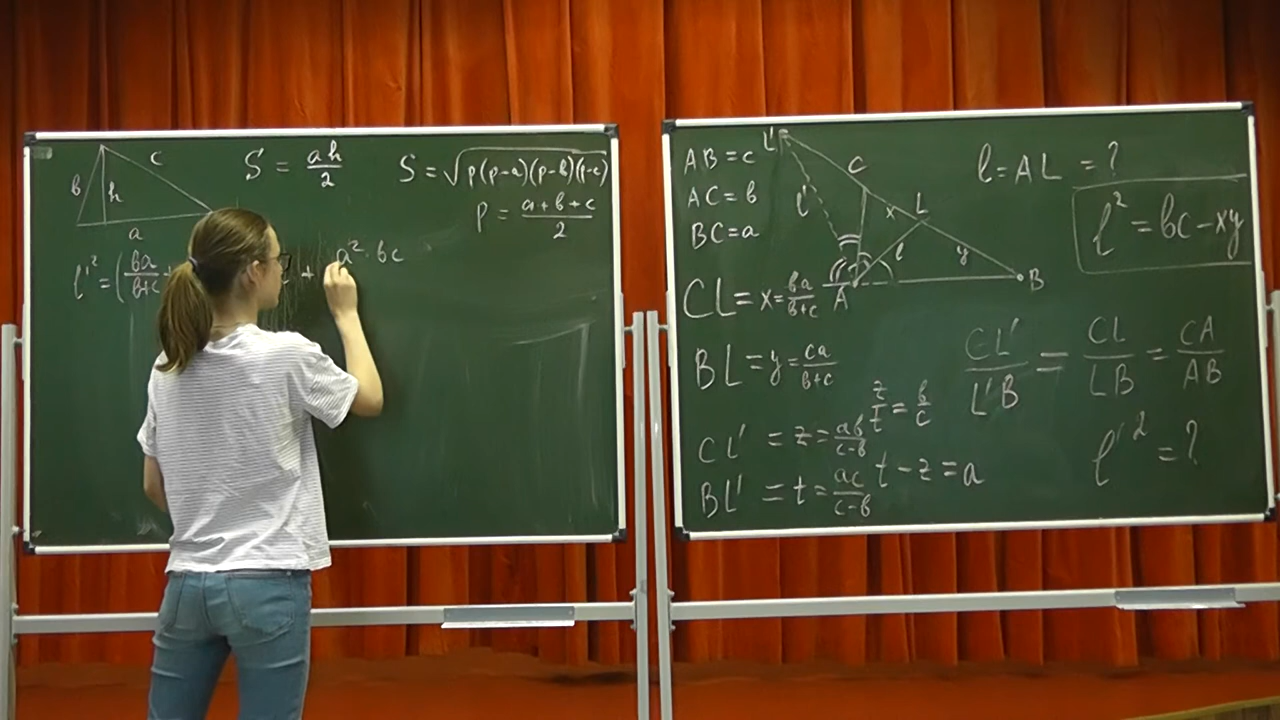 b c h a
S = ah/2
S = √p(p-a)(p-b)(p-c)
p = (a+b+c)/2
l'² = (ba/b+c
+ a²·bc
AB = c
AC = b
BC = a
L' C l' x L l y A B
l = AL = ?
l² = bc - xy
CL = x = ba/b+c
BL = y = ca/b+c
CL'/L'B = CL/LB = CA/AB
z/t = b/c
CL' = z = ab/c-b
t - z = a
BL' = t = ac/c-b
l'² = ?